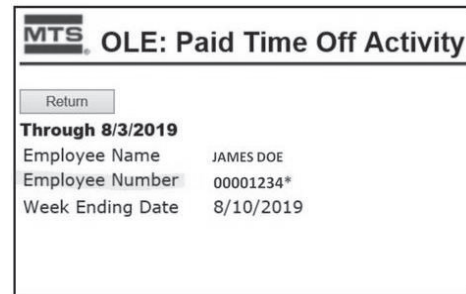 MTS. OLE: Paid Time Off Activity
Return
Through 8/3/2019
Employee Name JAMES DOE
Employee Number 00001234*
Week Ending Date 8/10/2019